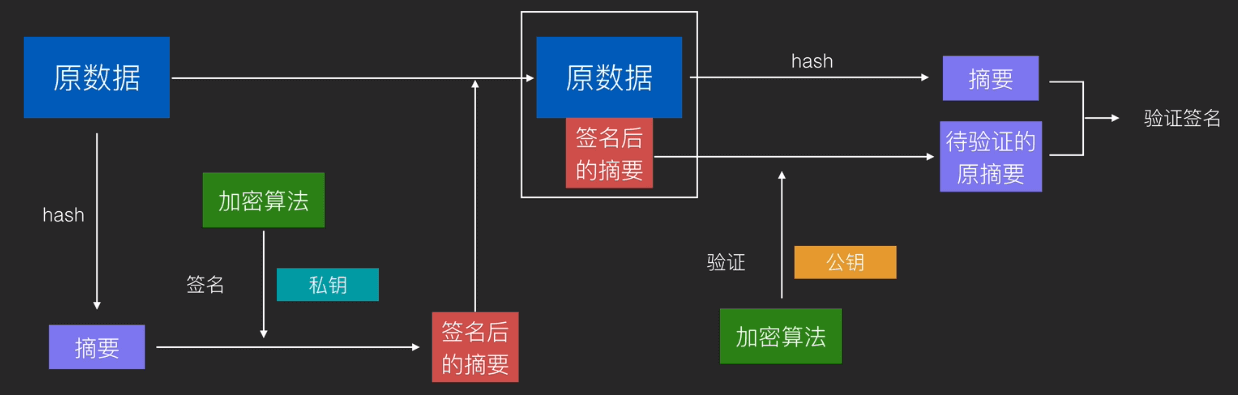 原数据
hash
摘要
加密算法
签名
私钥
签名后
的摘要
原数据
签名后
的摘要
hash
摘要
待验证的
原摘要
验证签名
验证
公钥
加密算法